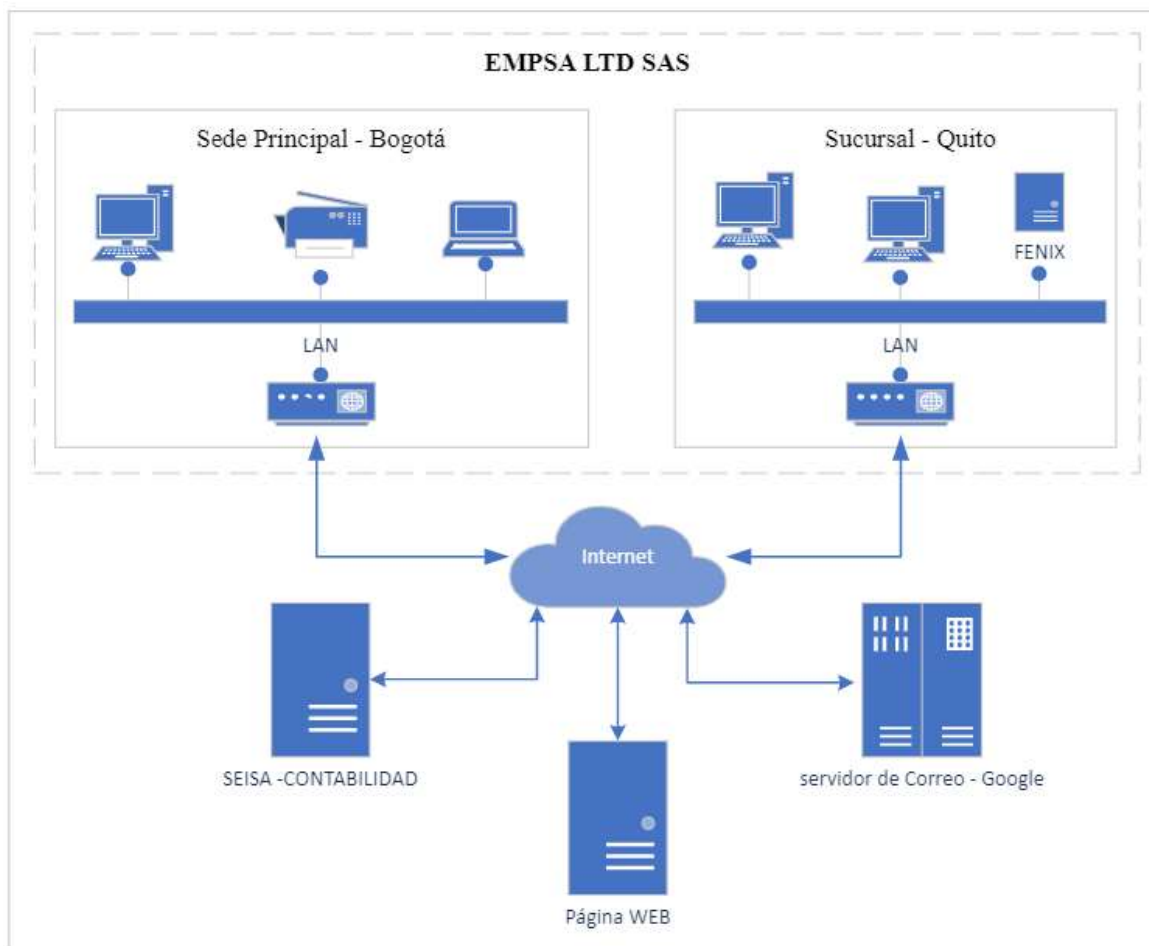 EMPSA LTD SAS
Sede Principal - Bogotá
Sucursal - Quito
FENIX
LAN
LAN
Internet
SEISA -CONTABILIDAD
servidor de Correo - Google
Página WEB